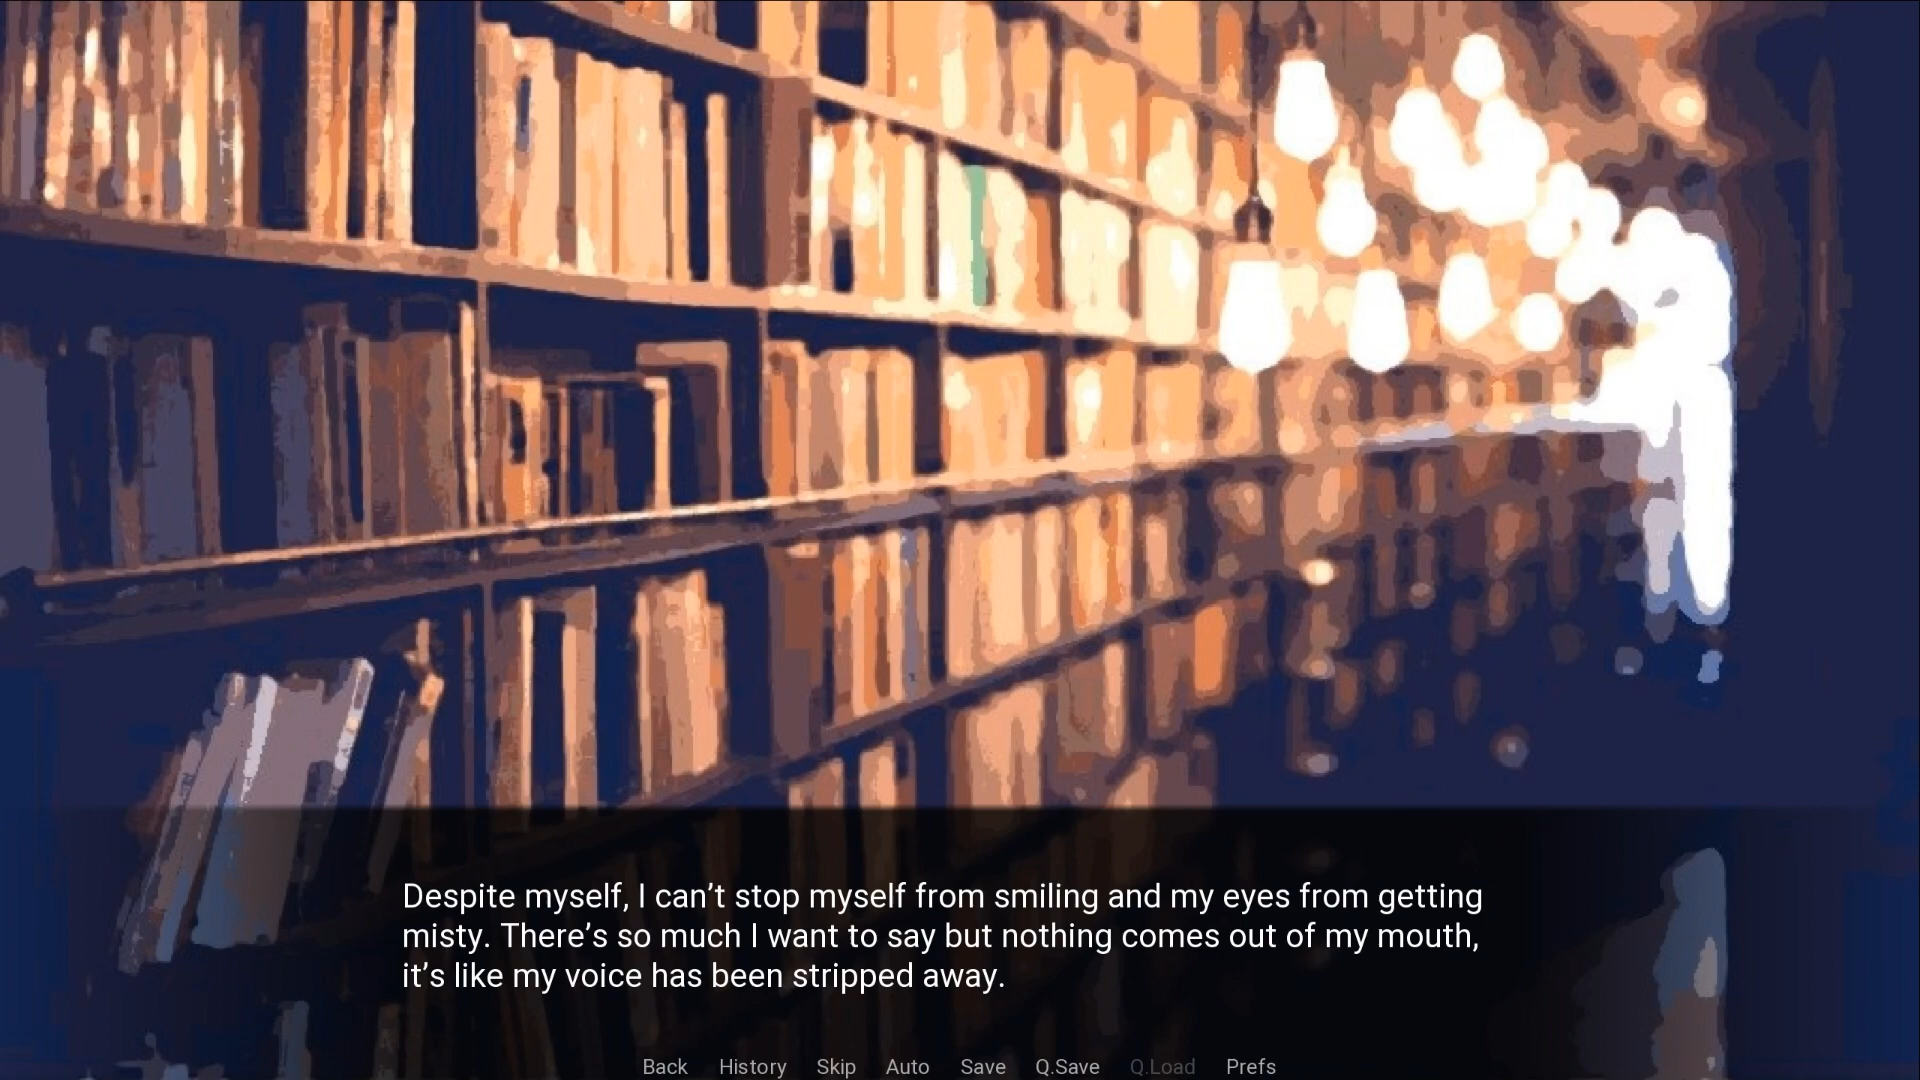 Despite myself, I can’t stop myself from smiling and my eyes from getting
misty. There’s so much I want to say but nothing comes out of my mouth,
it’s like my voice has been stripped away.
Back History Skip Auto Save Q.Save Q.Load Prefs